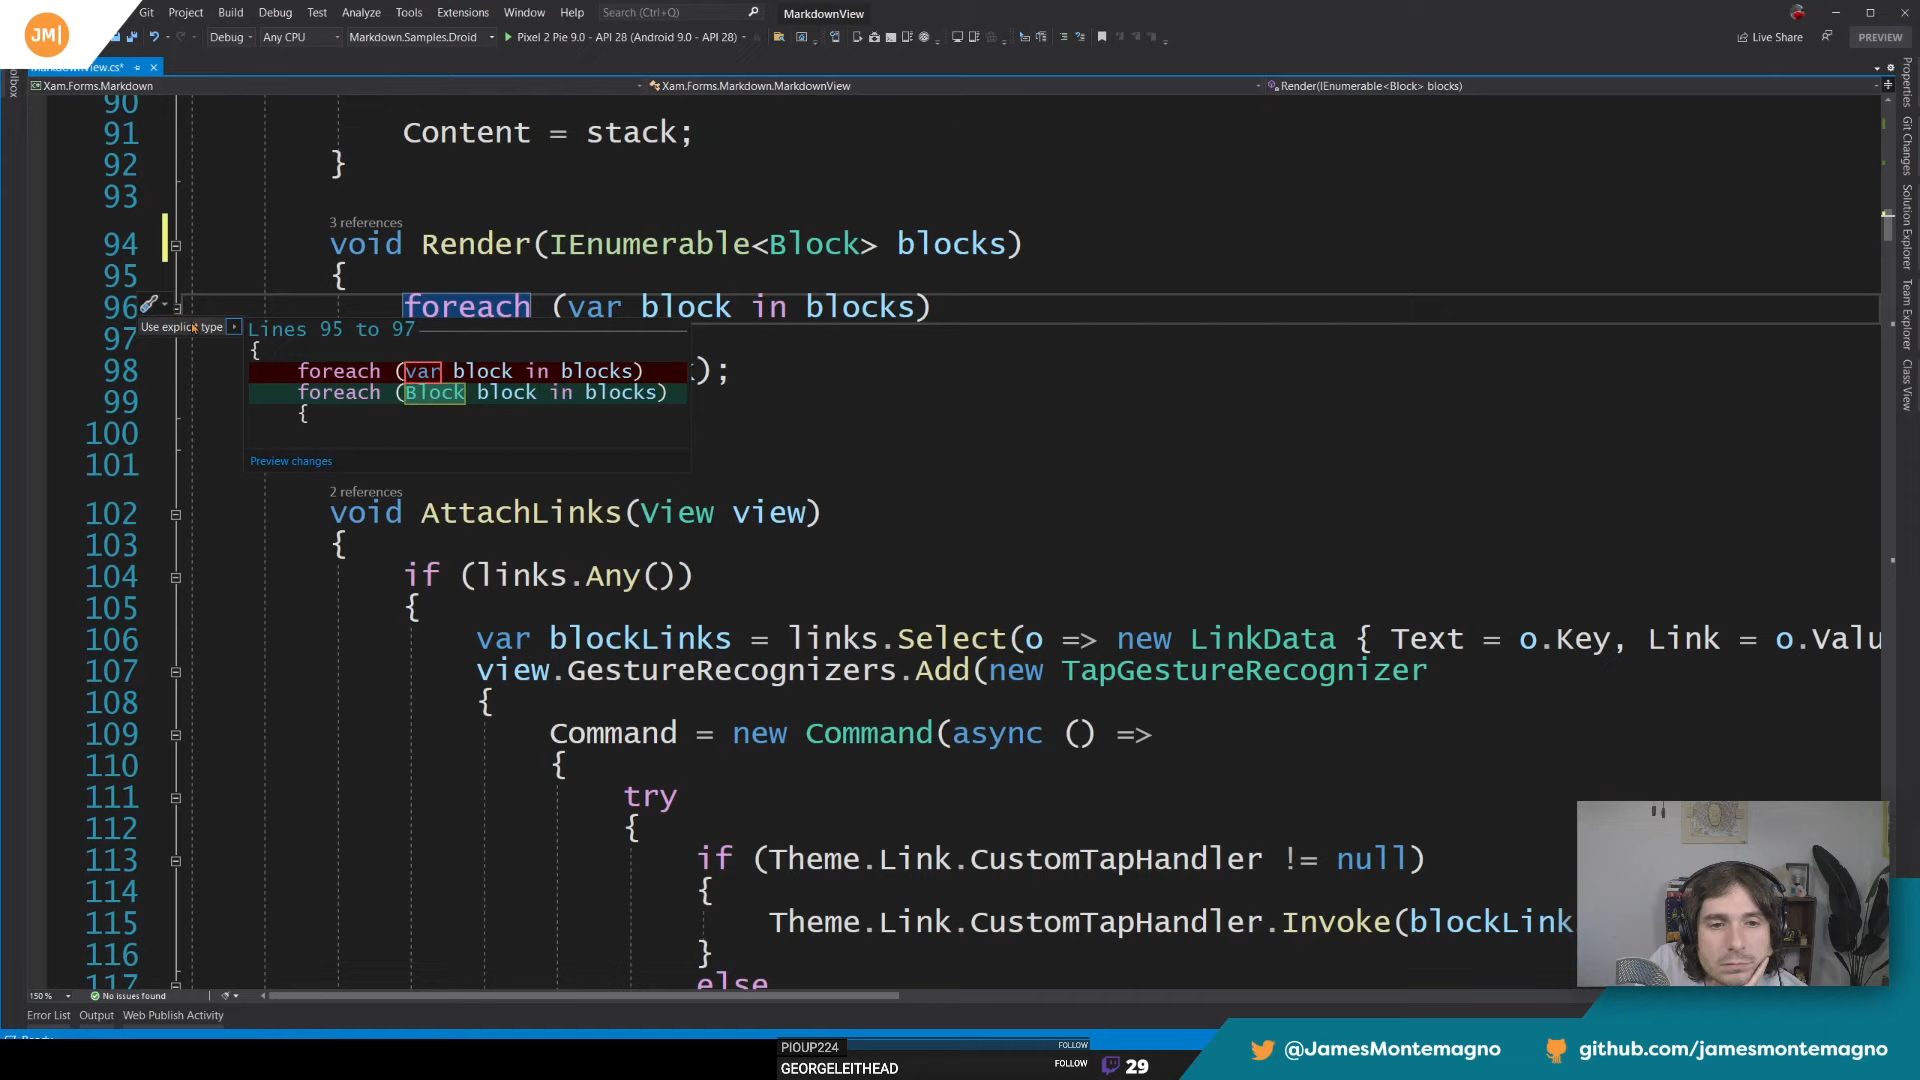 JM|
Git Project Build Debug Test Analyze Tools Extensions Window Help Search (Ctrl+Q) MarkdownView
Debug Any CPU Markdown.Samples.Droid Pixel 2 Pie 9.0 - API 28 (Android 9.0 - API 28) Live Share PREVIEW
MarkdownView.cs*
Xam.Forms.Markdown Xam.Forms.Markdown.MarkdownView Render(IEnumerable<Block> blocks)
90
91 Content = stack;
92 }
93
3 references
94 void Render(IEnumerable<Block> blocks)
95 {
96 foreach (var block in blocks)
Use explicit type
Lines 95 to 97
97
{
foreach (var block in blocks)
98 );
foreach (Block block in blocks)
99
{
100
Preview changes
101
2 references
102 void AttachLinks(View view)
103 {
104 if (links.Any())
105 {
106 var blockLinks = links.Select(o => new LinkData { Text = o.Key, Link = o.Valu
107 view.GestureRecognizers.Add(new TapGestureRecognizer
108 {
109 Command = new Command(async () =>
110 {
111 try
112 {
113 if (Theme.Link.CustomTapHandler != null)
114 {
115 Theme.Link.CustomTapHandler.Invoke(blockLink
116 }
117 else
150 % No issues found
Error List Output Web Publish Activity
Properties
Git Changes
Solution Explorer
Team Explorer
Class View
PIOUP224 FOLLOW
GEORGELEITHEAD FOLLOW 29
@JamesMontemagno github.com/jamesmontemagno